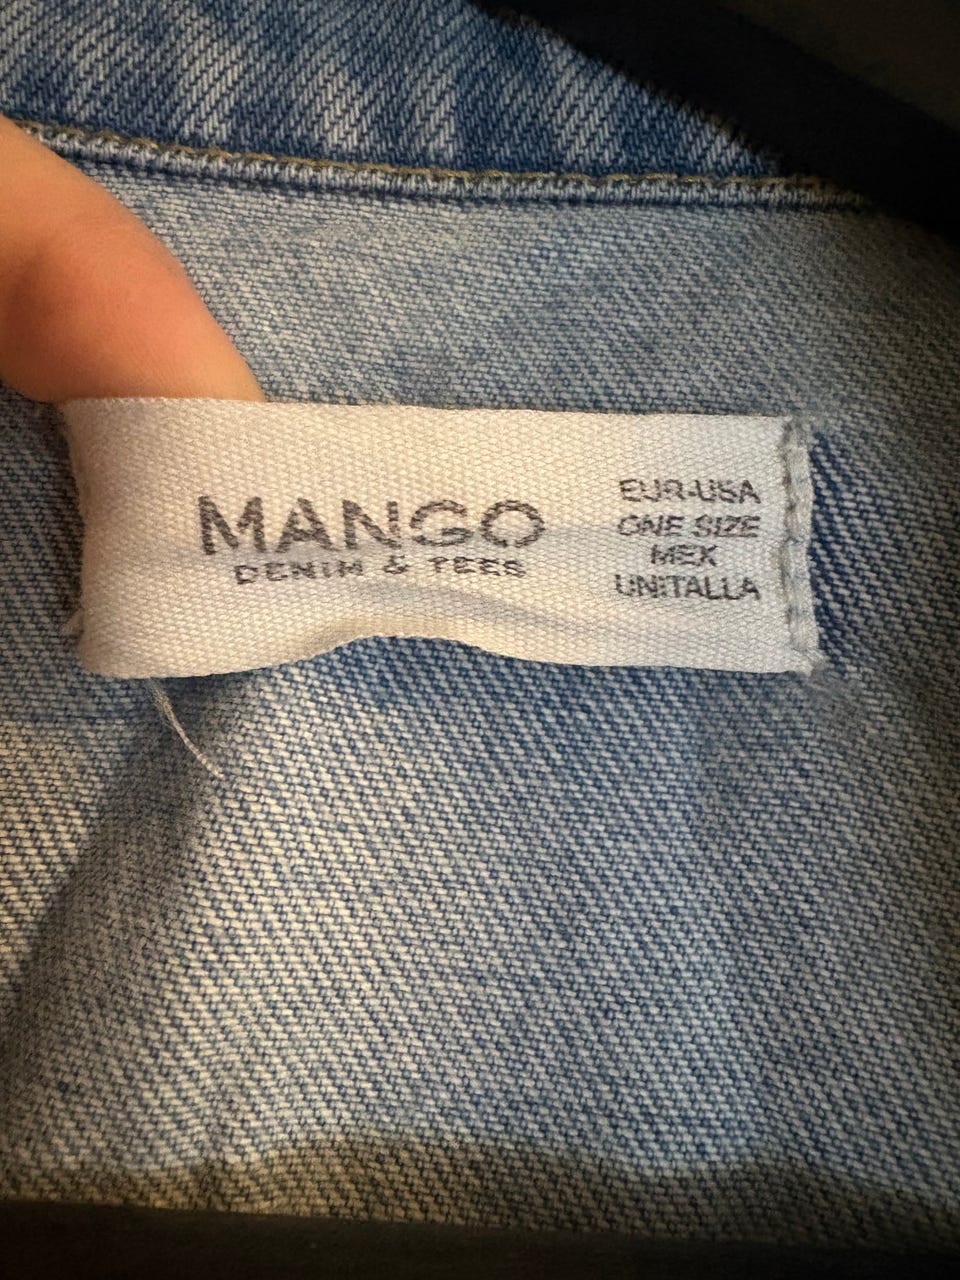 MANGO
DENIM & TEES
EUR-USA
ONE SIZE
MEX
UNITALLA